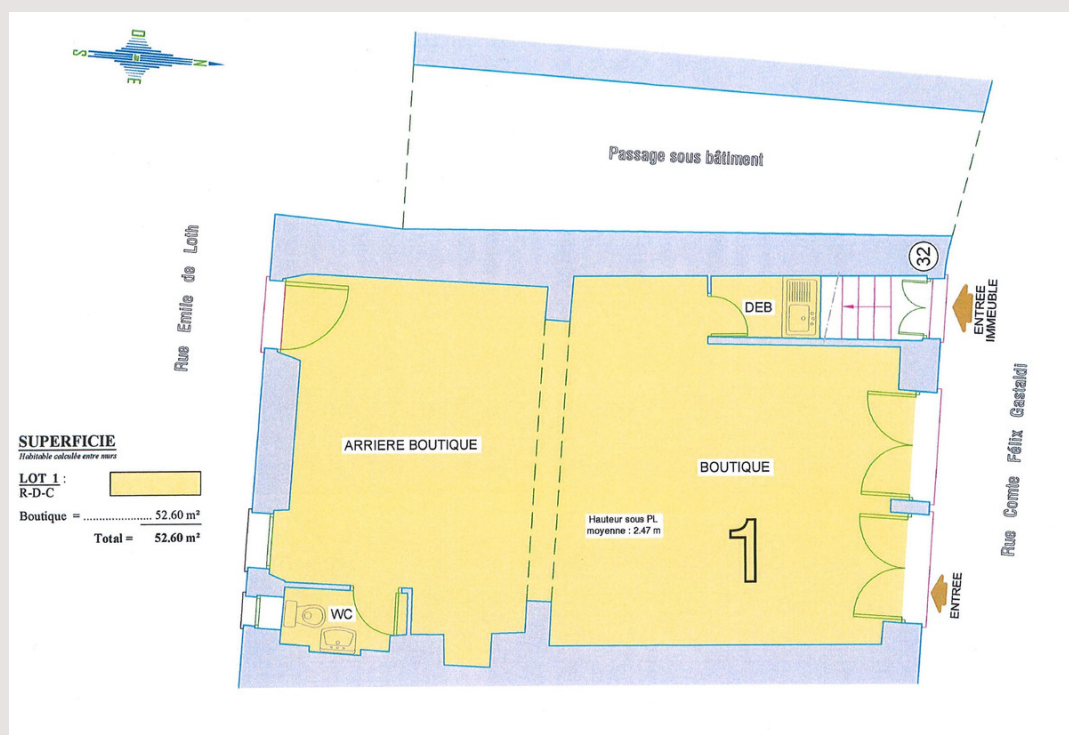 O
S
N
E
Passage sous bâtiment
Rue Emile de Loth
32
DEB
ENTREE
IMMEUBLE
ARRIERE BOUTIQUE
BOUTIQUE
Rue Comte Félix Gastaldi
SUPERFICIE
Habitable calculée entre murs
LOT 1 :
R-D-C
Boutique = .................. 52.60 m²
Total = 52.60 m²
Hauteur sous PL
moyenne : 2.47 m
1
ENTREE
WC